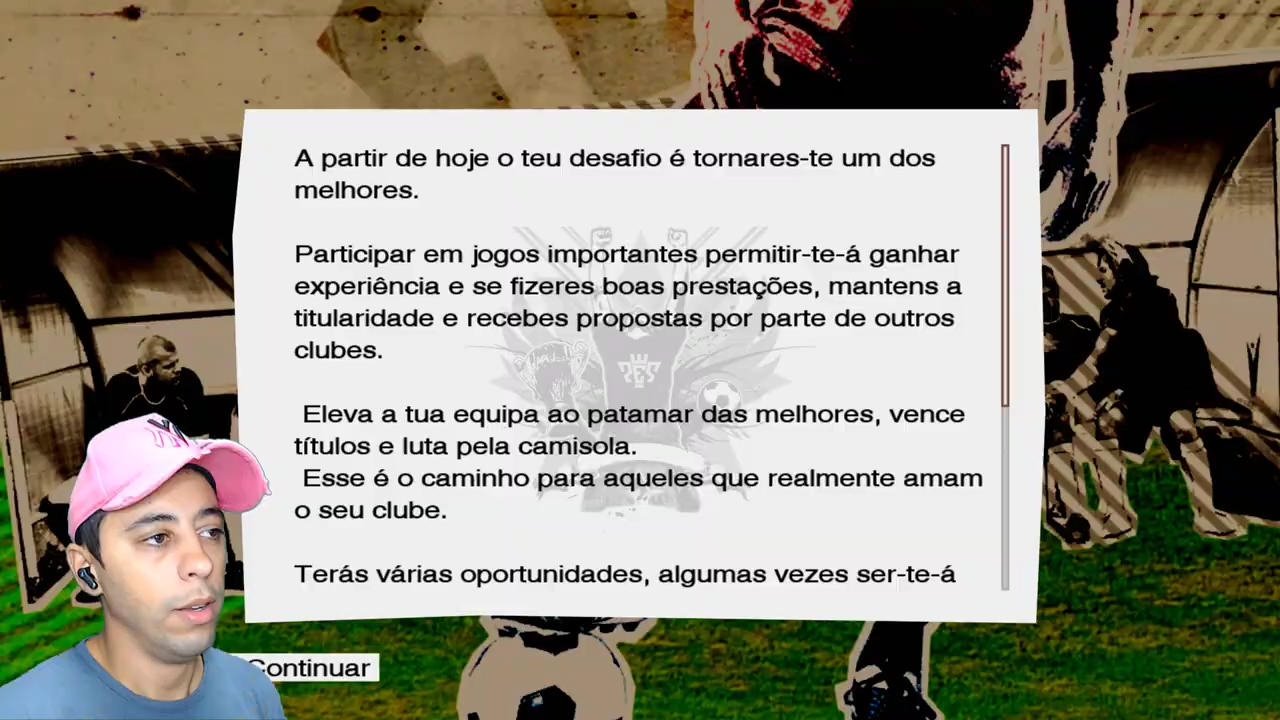 A partir de hoje o teu desafio é tornares-te um dos
melhores.
Participar em jogos importantes permitir-te-á ganhar
experiência e se fizeres boas prestações, mantens a
titularidade e recebes propostas por parte de outros
clubes.
Eleva a tua equipa ao patamar das melhores, vence
títulos e luta pela camisola.
Esse é o caminho para aqueles que realmente amam
o seu clube.
Terás várias oportunidades, algumas vezes ser-te-á
PES
Continuar